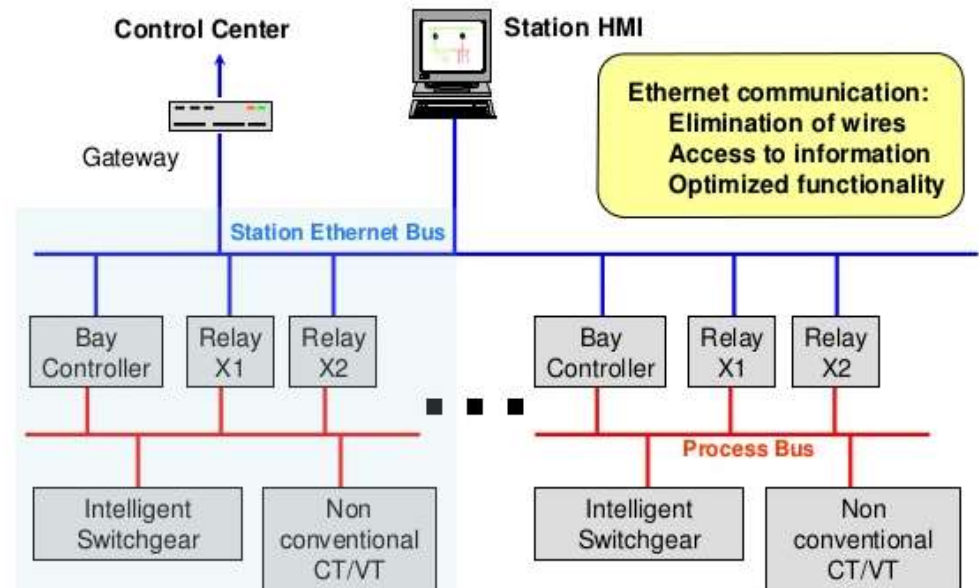 Control Center
Station HMI
Ethernet communication:
Elimination of wires
Access to information
Optimized functionality
Gateway
Station Ethernet Bus
Bay
Controller
Relay
X1
Relay
X2
Bay
Controller
Relay
X1
Relay
X2
Process Bus
Intelligent
Switchgear
Non
conventional
CT/VT
Intelligent
Switchgear
Non
conventional
CT/VT